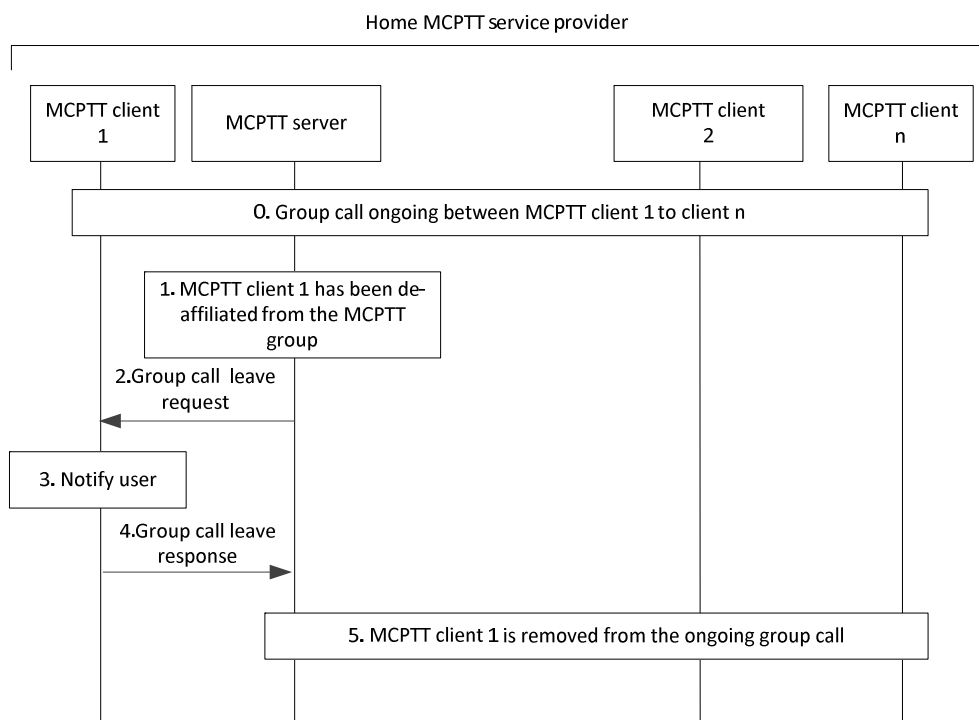 Home MCPTT service provider
MCPTT client
1
MCPTT server
MCPTT client
2
MCPTT client
n
0. Group call ongoing between MCPTT client 1 to client n
1. MCPTT client 1 has been de-
affiliated from the MCPTT
group
2.Group call leave
request
3. Notify user
4.Group call leave
response
5. MCPTT client 1 is removed from the ongoing group call